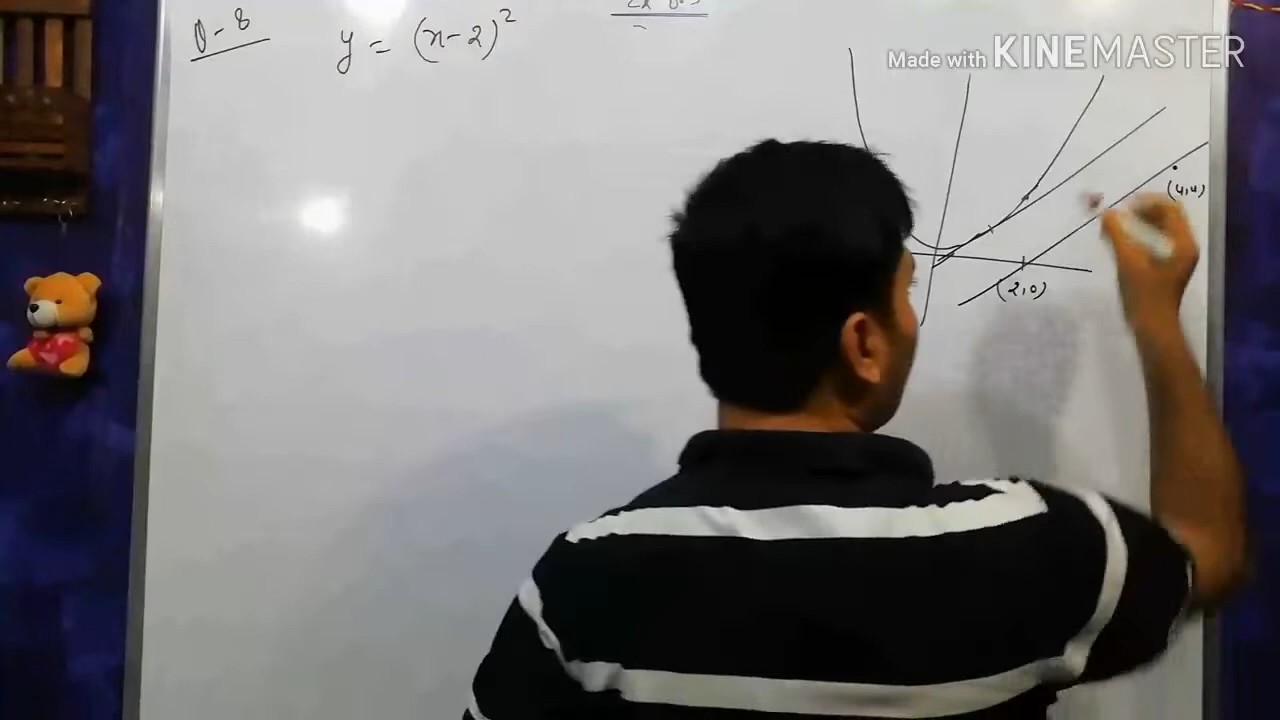 Q-8 y = (x-2)²
Made with KINEMASTER
(4,4)
(2,0)